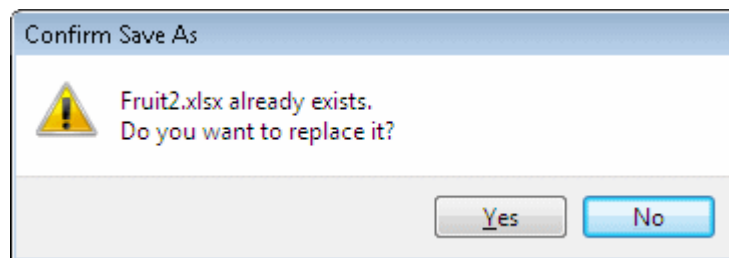 Confirm Save As
Fruit2.xlsx already exists.
Do you want to replace it?
Yes
No